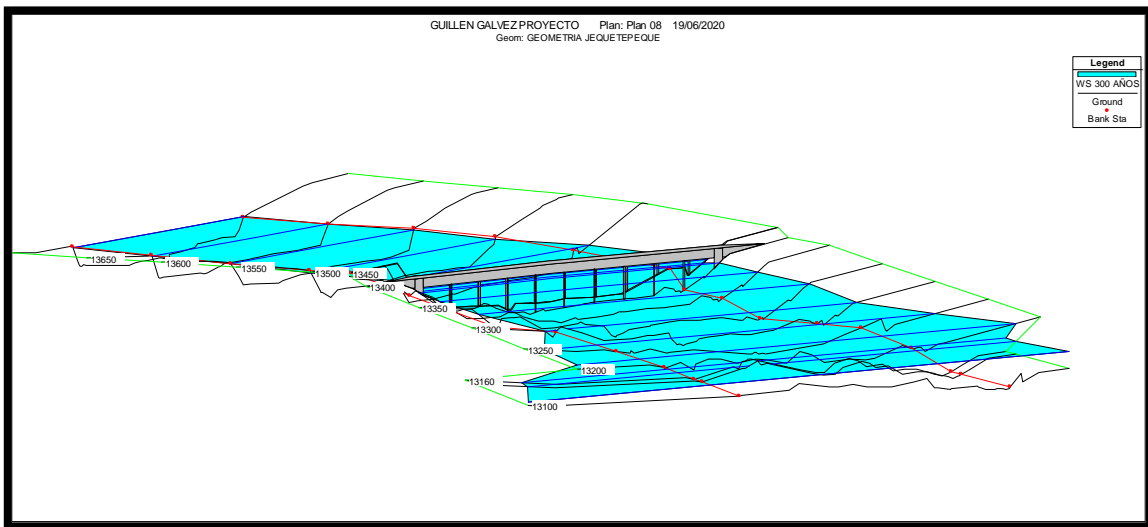 GUILLEN GALVEZ PROYECTO Plan: Plan 08 19/06/2020
Geom: GEOMETRIA JEQUETEPEQUE
Legend
WS 300 AÑOS
Ground
Bank Sta
13650
13600
13550
13500
13450
13400
13350
13300
13250
13200
13160
13100